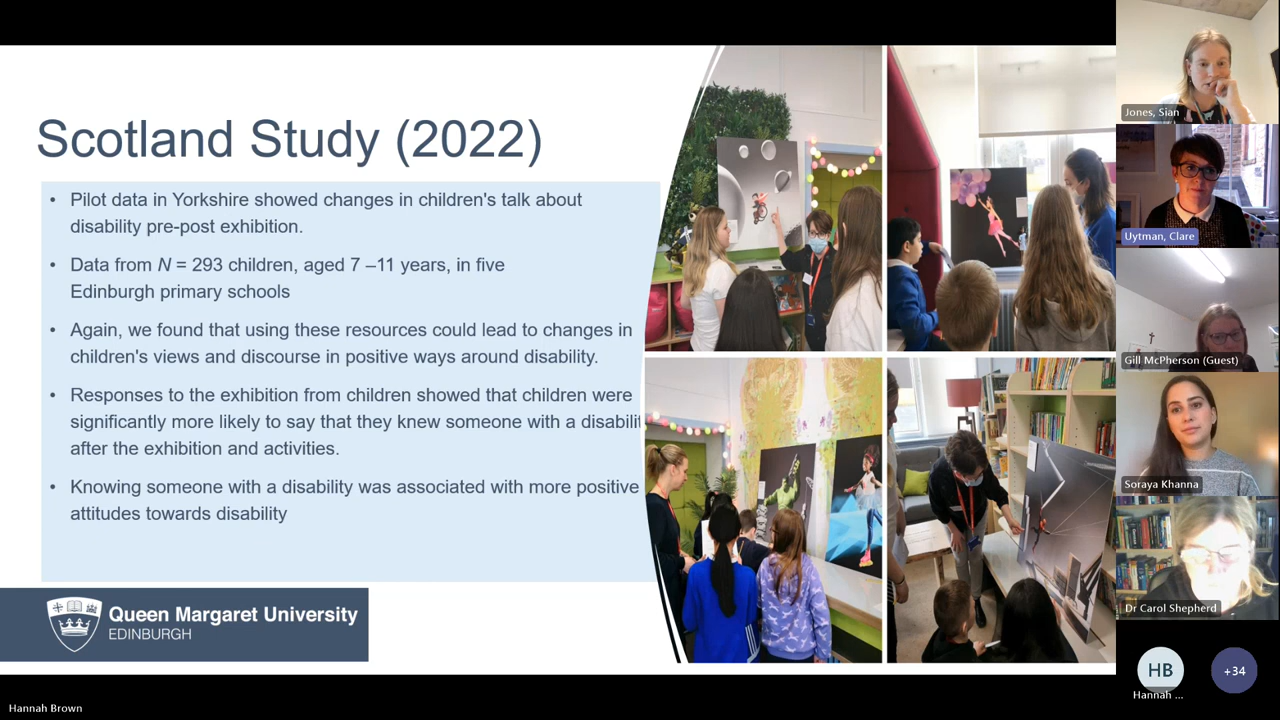 Scotland Study (2022)
• Pilot data in Yorkshire showed changes in children's talk about
disability pre-post exhibition.
• Data from N = 293 children, aged 7 –11 years, in five
Edinburgh primary schools
• Again, we found that using these resources could lead to changes in
children's views and discourse in positive ways around disability.
• Responses to the exhibition from children showed that children were
significantly more likely to say that they knew someone with a disabilit
after the exhibition and activities.
• Knowing someone with a disability was associated with more positive
attitudes towards disability
Queen Margaret University
EDINBURGH
Hannah Brown
Jones, Sian
Uytman, Clare
Gill McPherson (Guest)
Soraya Khanna
Dr Carol Shepherd
HB
Hannah ...
+34